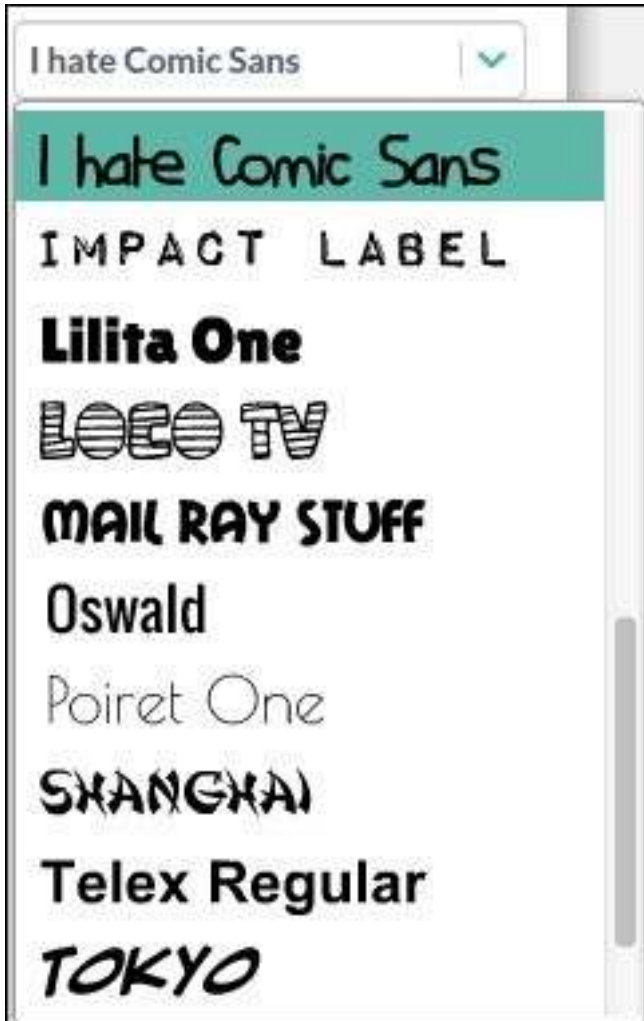 I hate Comic Sans
I hate Comic Sans
IMPACT LABEL
Lilita One
LOCO TV
MAIL RAY STUFF
Oswald
Poiret One
SHANGHAI
Telex Regular
TOKYO